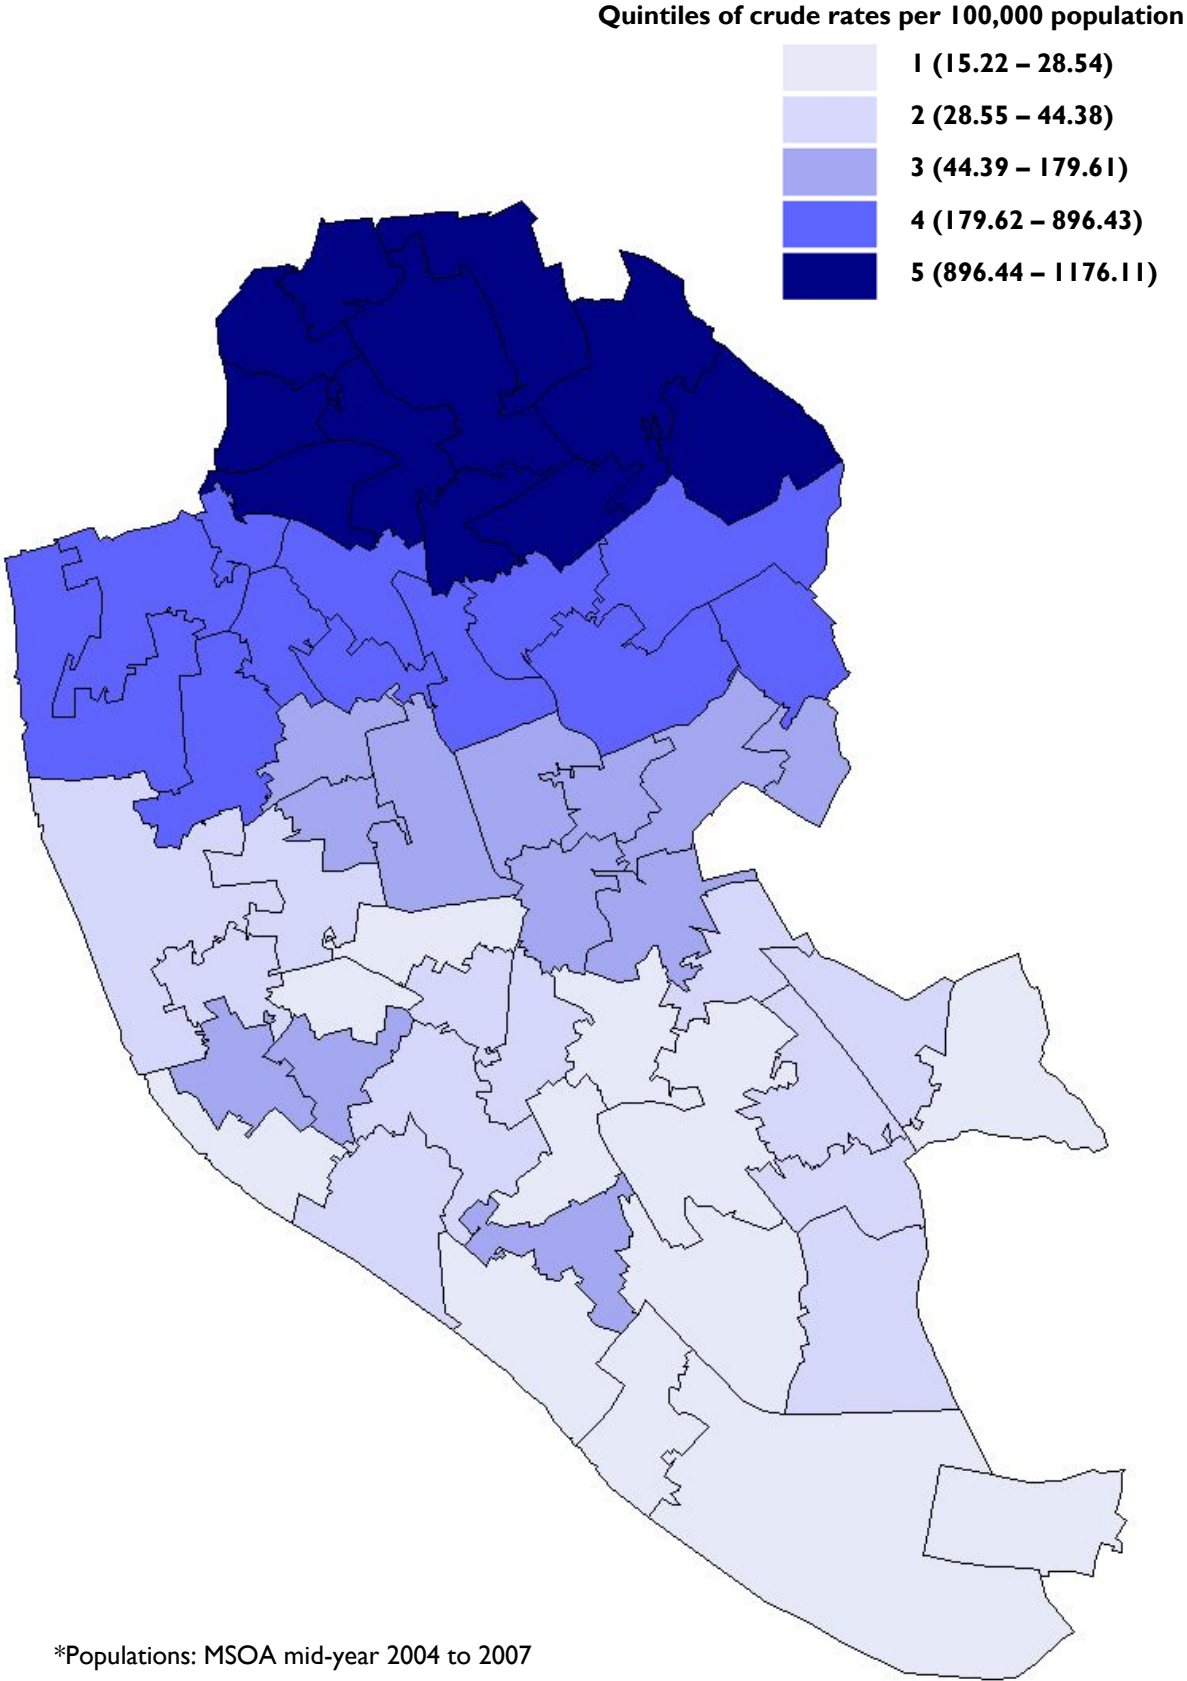 Quintiles of crude rates per 100,000 population
1 (15.22 – 28.54)
2 (28.55 – 44.38)
3 (44.39 – 179.61)
4 (179.62 – 896.43)
5 (896.44 – 1176.11)
*Populations: MSOA mid-year 2004 to 2007